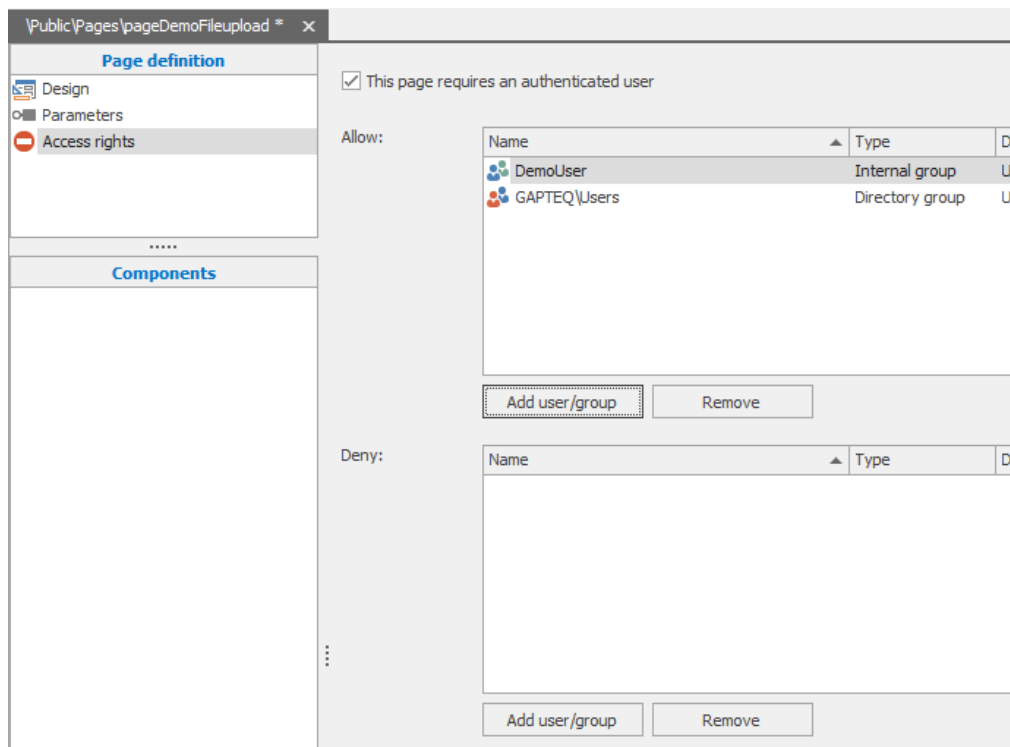 \Public\Pages\pageDemoFileupload *
Page definition
Design
Parameters
Access rights
Components
This page requires an authenticated user
Allow:
Name Type D
DemoUser Internal group U
GAPTEQ\Users Directory group U
Add user/group Remove
Deny:
Name Type D
Add user/group Remove